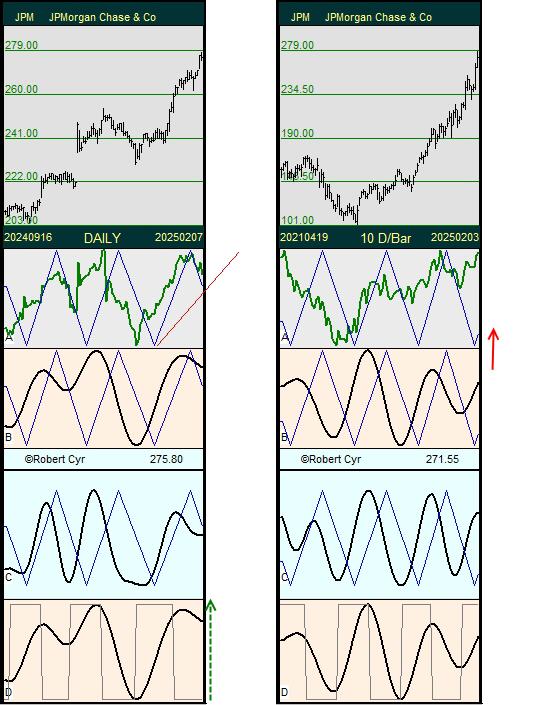 JPM JPMorgan Chase & Co
279.00
260.00
241.00
222.00
203.
20240916 DAILY 20250207
A
B
©Robert Cyr 275.80
C
D
JPM JPMorgan Chase & Co
279.00
234.50
190.00
.50
101.00
20210419 10 D/Bar 20250203
A
B
©Robert Cyr 271.55
C
D